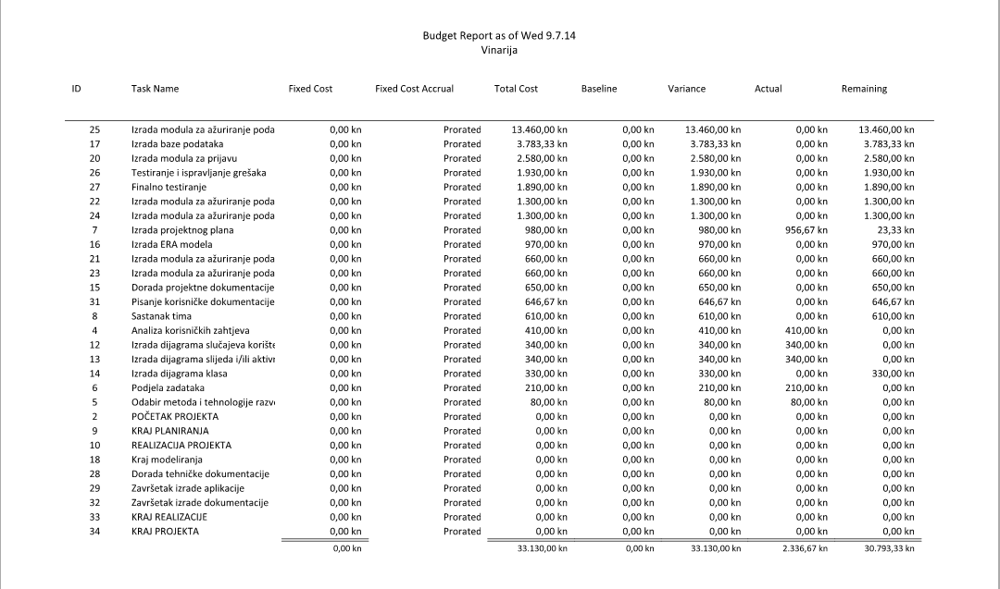 Budget Report as of Wed 9.7.14
Vinarija
ID Task Name Fixed Cost Fixed Cost Accrual Total Cost Baseline Variance Actual Remaining
25 Izrada modula za ažuriranje poda 0,00 kn Prorated 13.460,00 kn 0,00 kn 13.460,00 kn 0,00 kn 13.460,00 kn
17 Izrada baze podataka 0,00 kn Prorated 3.783,33 kn 0,00 kn 3.783,33 kn 0,00 kn 3.783,33 kn
20 Izrada modula za prijavu 0,00 kn Prorated 2.580,00 kn 0,00 kn 2.580,00 kn 0,00 kn 2.580,00 kn
26 Testiranje i ispravljanje grešaka 0,00 kn Prorated 1.930,00 kn 0,00 kn 1.930,00 kn 0,00 kn 1.930,00 kn
27 Finalno testiranje 0,00 kn Prorated 1.890,00 kn 0,00 kn 1.890,00 kn 0,00 kn 1.890,00 kn
22 Izrada modula za ažuriranje poda 0,00 kn Prorated 1.300,00 kn 0,00 kn 1.300,00 kn 0,00 kn 1.300,00 kn
24 Izrada modula za ažuriranje poda 0,00 kn Prorated 1.300,00 kn 0,00 kn 1.300,00 kn 0,00 kn 1.300,00 kn
7 Izrada projektnog plana 0,00 kn Prorated 980,00 kn 0,00 kn 980,00 kn 956,67 kn 23,33 kn
16 Izrada ERA modela 0,00 kn Prorated 970,00 kn 0,00 kn 970,00 kn 0,00 kn 970,00 kn
21 Izrada modula za ažuriranje poda 0,00 kn Prorated 660,00 kn 0,00 kn 660,00 kn 0,00 kn 660,00 kn
23 Izrada modula za ažuriranje poda 0,00 kn Prorated 660,00 kn 0,00 kn 660,00 kn 0,00 kn 660,00 kn
15 Dorada projektne dokumentacije 0,00 kn Prorated 650,00 kn 0,00 kn 650,00 kn 0,00 kn 650,00 kn
31 Pisanje korisničke dokumentacije 0,00 kn Prorated 646,67 kn 0,00 kn 646,67 kn 0,00 kn 646,67 kn
8 Sastanak tima 0,00 kn Prorated 610,00 kn 0,00 kn 610,00 kn 0,00 kn 610,00 kn
4 Analiza korisničkih zahtjeva 0,00 kn Prorated 410,00 kn 0,00 kn 410,00 kn 410,00 kn 0,00 kn
12 Izrada dijagrama slučajeva korište 0,00 kn Prorated 340,00 kn 0,00 kn 340,00 kn 340,00 kn 0,00 kn
13 Izrada dijagrama slijeda i/ili aktivn 0,00 kn Prorated 340,00 kn 0,00 kn 340,00 kn 340,00 kn 0,00 kn
14 Izrada dijagrama klasa 0,00 kn Prorated 330,00 kn 0,00 kn 330,00 kn 0,00 kn 330,00 kn
6 Podjela zadataka 0,00 kn Prorated 210,00 kn 0,00 kn 210,00 kn 210,00 kn 0,00 kn
5 Odabir metoda i tehnologije razvo 0,00 kn Prorated 80,00 kn 0,00 kn 80,00 kn 80,00 kn 0,00 kn
2 POČETAK PROJEKTA 0,00 kn Prorated 0,00 kn 0,00 kn 0,00 kn 0,00 kn 0,00 kn
9 KRAJ PLANIRANJA 0,00 kn Prorated 0,00 kn 0,00 kn 0,00 kn 0,00 kn 0,00 kn
10 REALIZACIJA PROJEKTA 0,00 kn Prorated 0,00 kn 0,00 kn 0,00 kn 0,00 kn 0,00 kn
18 Kraj modeliranja 0,00 kn Prorated 0,00 kn 0,00 kn 0,00 kn 0,00 kn 0,00 kn
28 Dorada tehničke dokumentacije 0,00 kn Prorated 0,00 kn 0,00 kn 0,00 kn 0,00 kn 0,00 kn
29 Završetak izrade aplikacije 0,00 kn Prorated 0,00 kn 0,00 kn 0,00 kn 0,00 kn 0,00 kn
32 Završetak izrade dokumentacije 0,00 kn Prorated 0,00 kn 0,00 kn 0,00 kn 0,00 kn 0,00 kn
33 KRAJ REALIZACIJE 0,00 kn Prorated 0,00 kn 0,00 kn 0,00 kn 0,00 kn 0,00 kn
34 KRAJ PROJEKTA 0,00 kn Prorated 0,00 kn 0,00 kn 0,00 kn 0,00 kn 0,00 kn
0,00 kn 33.130,00 kn 0,00 kn 33.130,00 kn 2.336,67 kn 30.793,33 kn